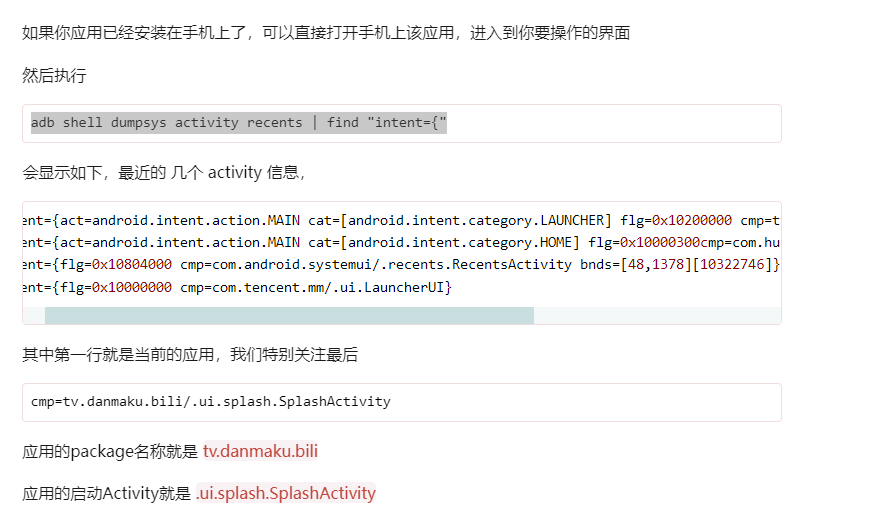 如果你应用已经安装在手机上了，可以直接打开手机上该应用，进入到你要操作的界面
然后执行
adb shell dumpsys activity recents | find "intent={"
会显示如下，最近的 几个 activity 信息，
ent={act=android.intent.action.MAIN cat=[android.intent.category.LAUNCHER] flg=0x10200000 cmp=t
ent={act=android.intent.action.MAIN cat=[android.intent.category.HOME] flg=0x10000300cmp=com.hu
ent={flg=0x10804000 cmp=com.android.systemui/.recents.RecentsActivity bnds=[48,1378][10322746]}
ent={flg=0x10000000 cmp=com.tencent.mm/.ui.LauncherUI}
其中第一行就是当前的应用，我们特别关注最后
cmp=tv.danmaku.bili/.ui.splash.SplashActivity
应用的package名称就是 tv.danmaku.bili
应用的启动Activity就是 .ui.splash.SplashActivity